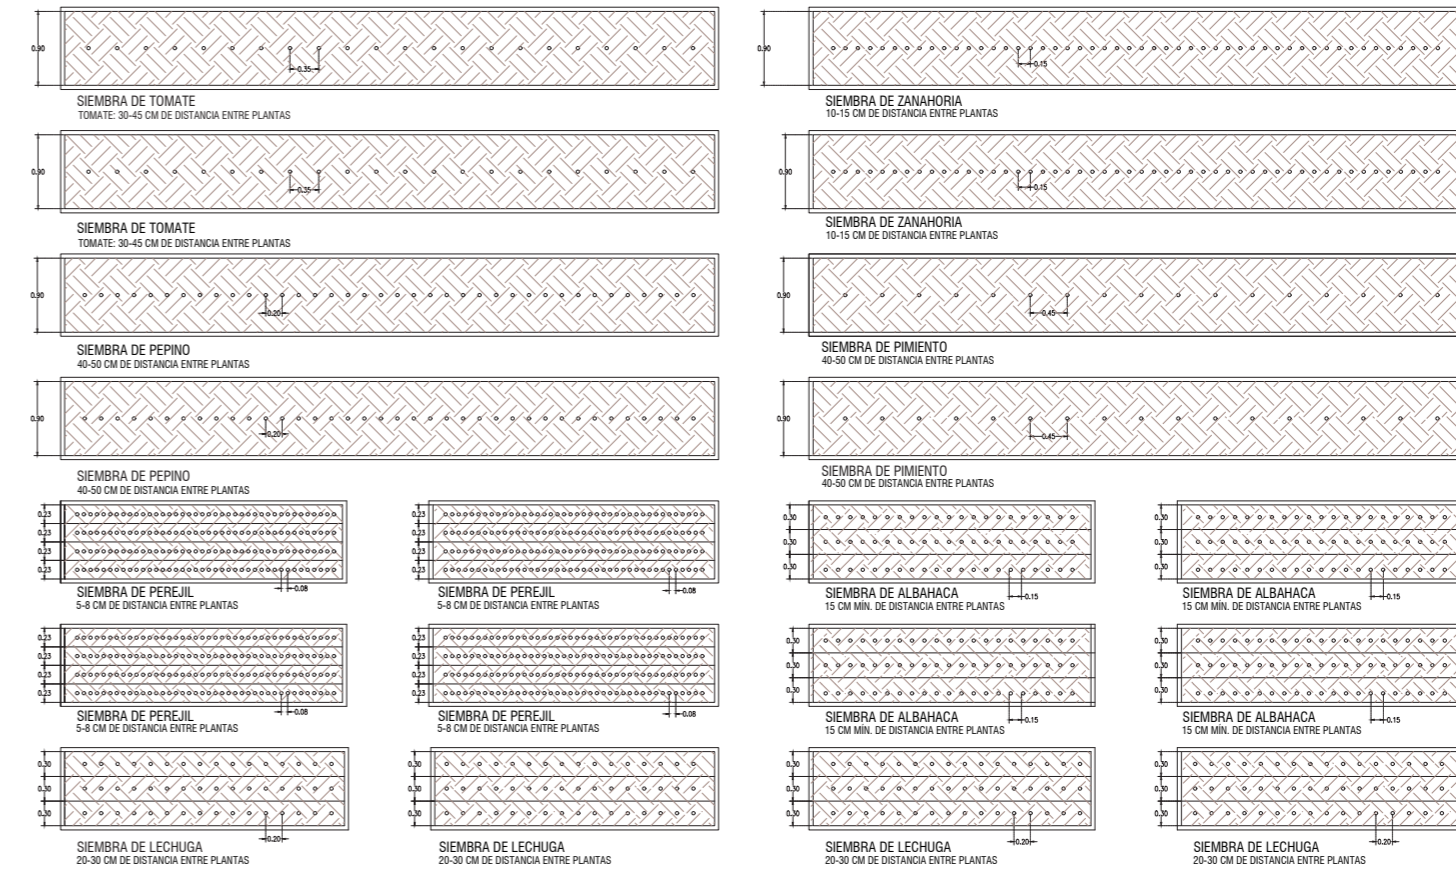 0.90
0.35
SIEMBRA DE TOMATE
TOMATE: 30-45 CM DE DISTANCIA ENTRE PLANTAS
0.90
0.15
SIEMBRA DE ZANAHORIA
10-15 CM DE DISTANCIA ENTRE PLANTAS
0.90
0.35
SIEMBRA DE TOMATE
TOMATE: 30-45 CM DE DISTANCIA ENTRE PLANTAS
0.90
0.15
SIEMBRA DE ZANAHORIA
10-15 CM DE DISTANCIA ENTRE PLANTAS
0.90
0.20
SIEMBRA DE PEPINO
40-50 CM DE DISTANCIA ENTRE PLANTAS
0.90
0.45
SIEMBRA DE PIMIENTO
40-50 CM DE DISTANCIA ENTRE PLANTAS
0.90
0.20
SIEMBRA DE PEPINO
40-50 CM DE DISTANCIA ENTRE PLANTAS
0.90
0.45
SIEMBRA DE PIMIENTO
40-50 CM DE DISTANCIA ENTRE PLANTAS
0.23
0.23
0.23
0.23
0.08
SIEMBRA DE PEREJIL
5-8 CM DE DISTANCIA ENTRE PLANTAS
0.23
0.23
0.23
0.23
0.08
SIEMBRA DE PEREJIL
5-8 CM DE DISTANCIA ENTRE PLANTAS
0.30
0.30
0.30
0.15
SIEMBRA DE ALBAHACA
15 CM MÍN. DE DISTANCIA ENTRE PLANTAS
0.30
0.30
0.30
0.15
SIEMBRA DE ALBAHACA
15 CM MÍN. DE DISTANCIA ENTRE PLANTAS
0.23
0.23
0.23
0.23
0.08
SIEMBRA DE PEREJIL
5-8 CM DE DISTANCIA ENTRE PLANTAS
0.23
0.23
0.23
0.23
0.08
SIEMBRA DE PEREJIL
5-8 CM DE DISTANCIA ENTRE PLANTAS
0.30
0.30
0.30
0.15
SIEMBRA DE ALBAHACA
15 CM MÍN. DE DISTANCIA ENTRE PLANTAS
0.30
0.30
0.30
0.15
SIEMBRA DE ALBAHACA
15 CM MÍN. DE DISTANCIA ENTRE PLANTAS
0.30
0.30
0.30
0.20
SIEMBRA DE LECHUGA
20-30 CM DE DISTANCIA ENTRE PLANTAS
0.30
0.30
0.30
SIEMBRA DE LECHUGA
20-30 CM DE DISTANCIA ENTRE PLANTAS
0.30
0.30
0.30
0.20
SIEMBRA DE LECHUGA
20-30 CM DE DISTANCIA ENTRE PLANTAS
0.30
0.30
0.30
0.20
SIEMBRA DE LECHUGA
20-30 CM DE DISTANCIA ENTRE PLANTAS